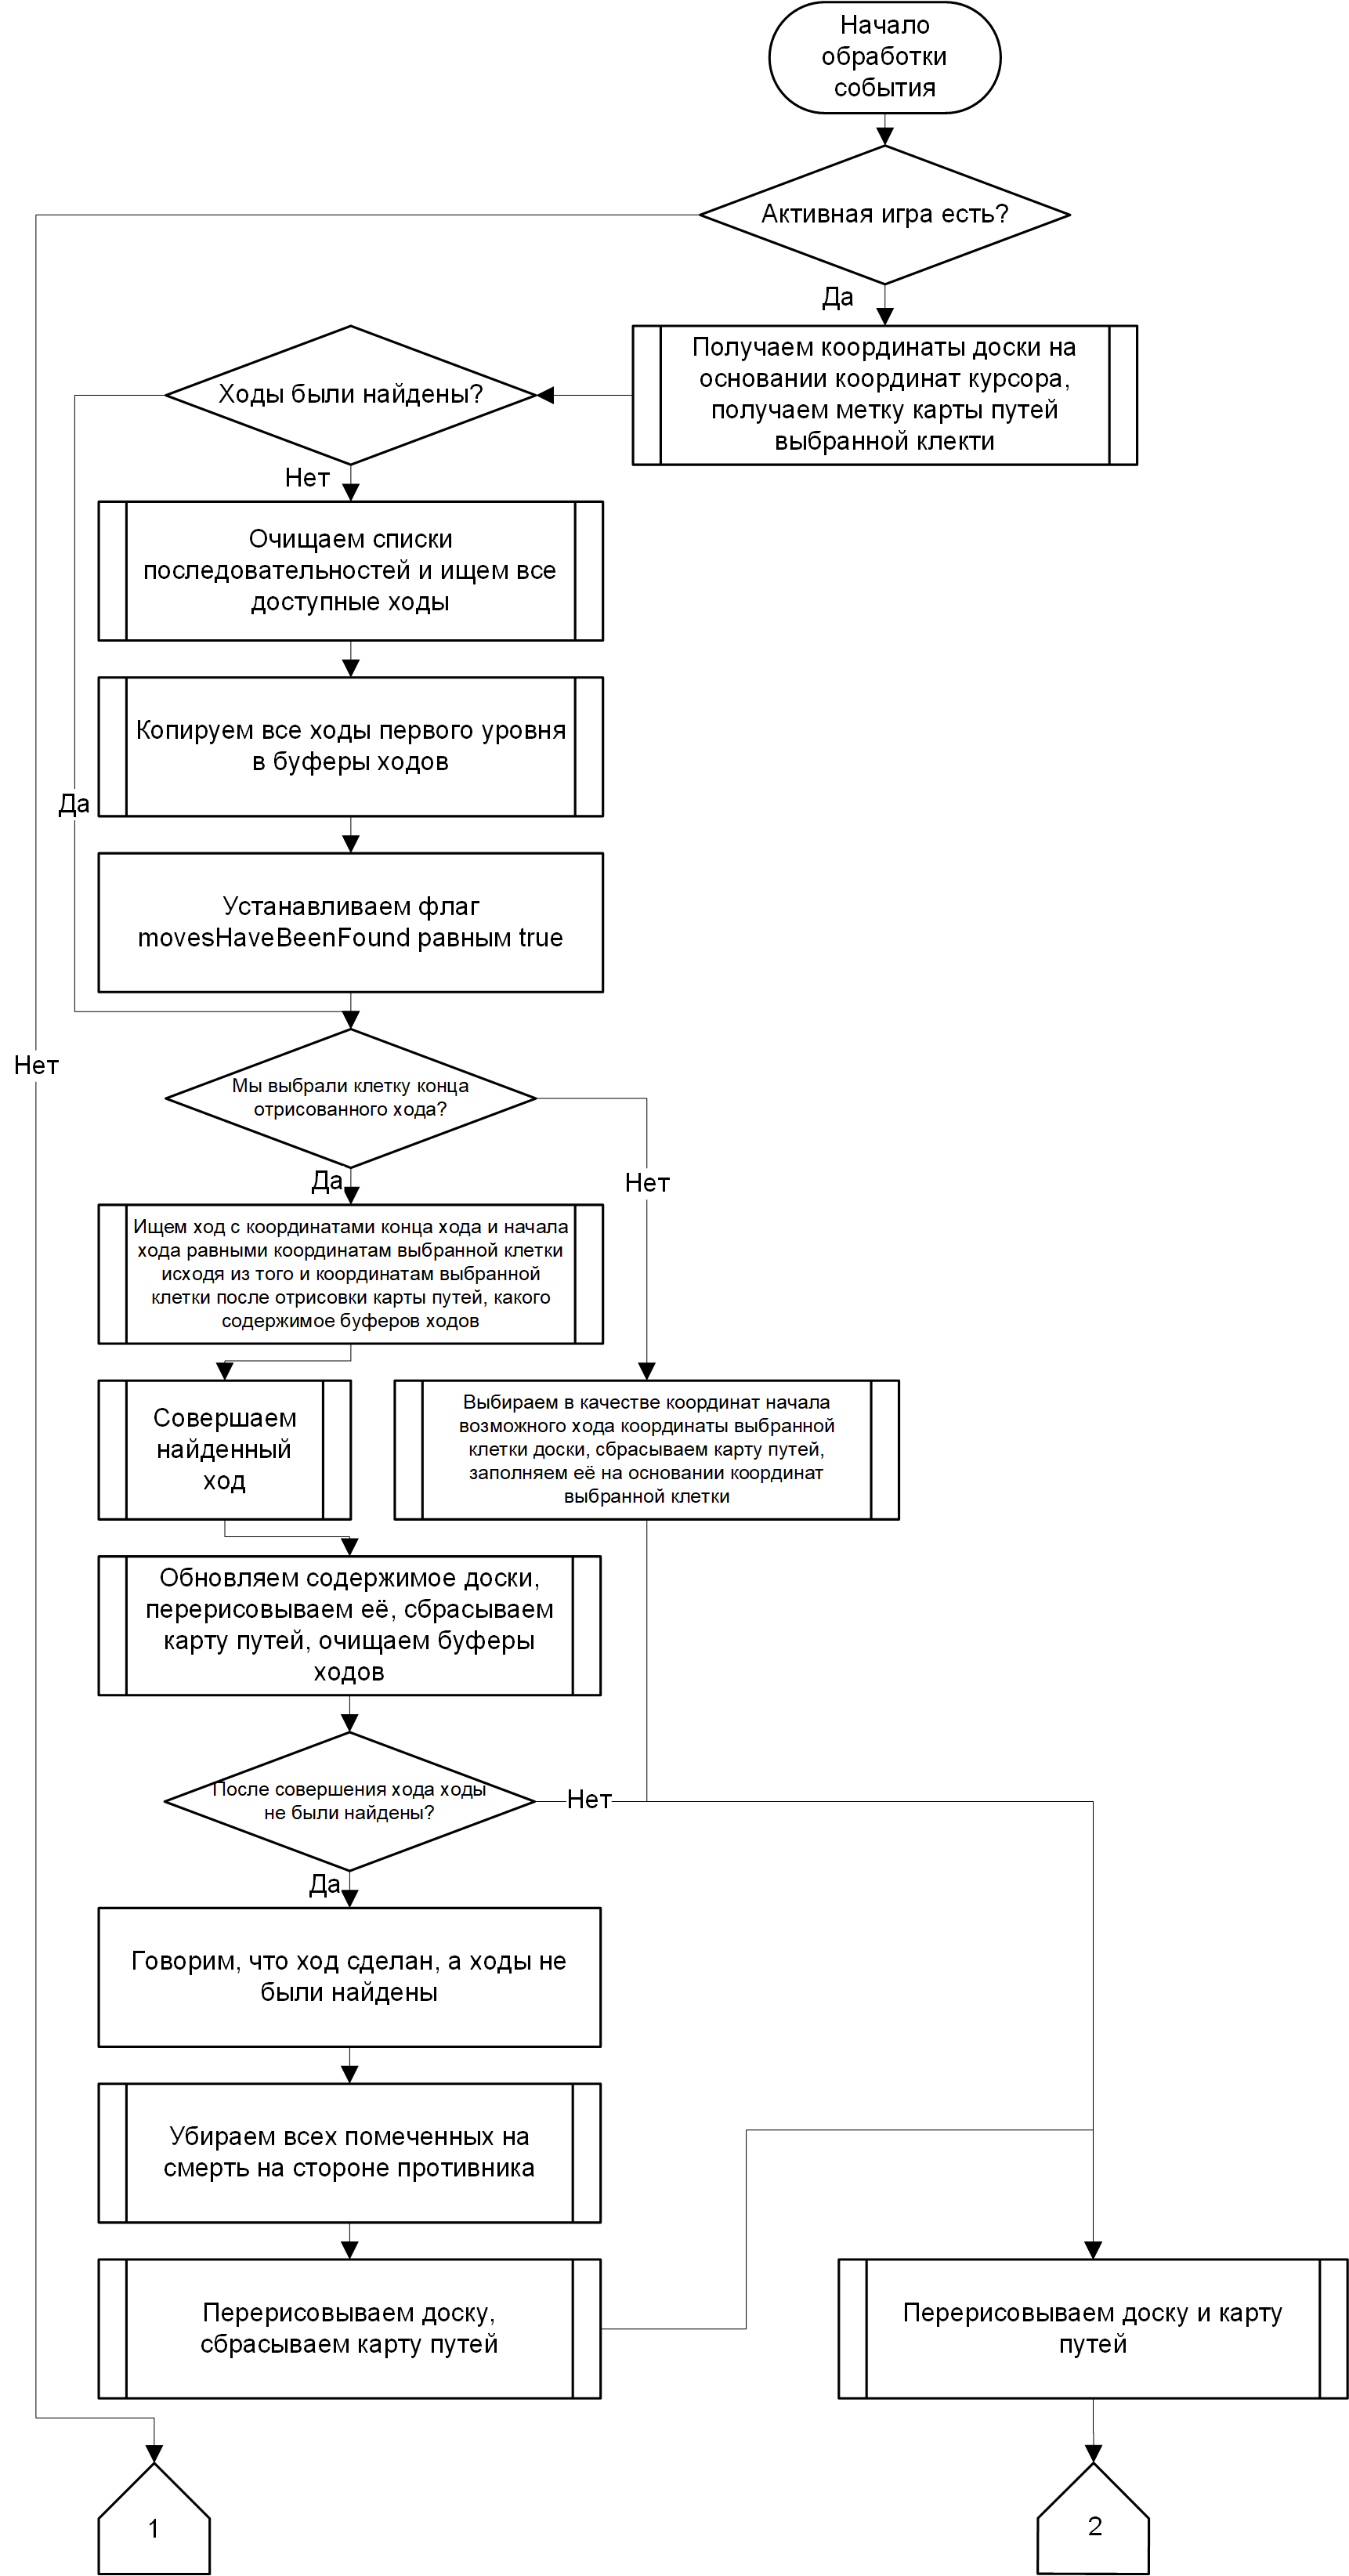 Начало
обработки
события
Активная игра есть?
Да
Получаем координаты доски на
основании координат курсора,
получаем метку карты путей
выбранной клекти
Ходы были найдены?
Нет
Очищаем списки
последовательностей и ищем все
доступные ходы
Копируем все ходы первого уровня
в буферы ходов
Да
Устанавливаем флаг
movesHaveBeenFound равным true
Нет
Мы выбрали клетку конца
отрисованного хода?
Да
Нет
Ищем ход с координатами конца хода и начала
хода равными координатам выбранной клетки
исходя из того и координатам выбранной
клетки после отрисовки карты путей, какого
содержимое буферов ходов
Совершаем
найденный
ход
Выбираем в качестве координат начала
возможного хода координаты выбранной
клетки доски, сбрасываем карту путей,
заполняем её на основании координат
выбранной клетки
Обновляем содержимое доски,
перерисовываем её, сбрасываем
карту путей, очищаем буферы
ходов
После совершения хода ходы
не были найдены?
Нет
Да
Говорим, что ход сделан, а ходы не
были найдены
Убираем всех помеченных на
смерть на стороне противника
Перерисовываем доску,
сбрасываем карту путей
Перерисовываем доску и карту
путей
1
2